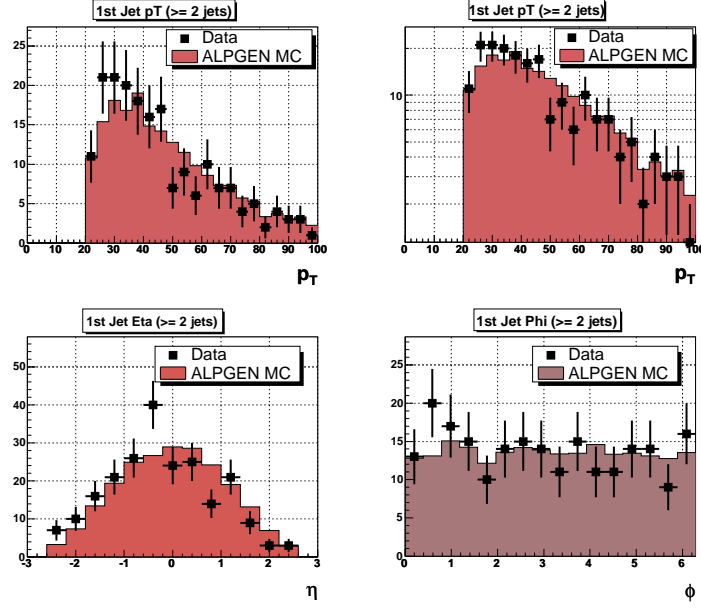 1st Jet pT (>= 2 jets)
Data
ALPGEN MC
25
20
15
10
5
0
0 10 20 30 40 50 60 70 80 90 100
p_T
1st Jet pT (>= 2 jets)
Data
ALPGEN MC
10
0 10 20 30 40 50 60 70 80 90 100
p_T
1st Jet Eta (>= 2 jets)
Data
ALPGEN MC
50
40
30
20
10
0
-3 -2 -1 0 1 2 3
η
1st Jet Phi (>= 2 jets)
Data
ALPGEN MC
25
20
15
10
5
0
0 1 2 3 4 5 6
ϕ